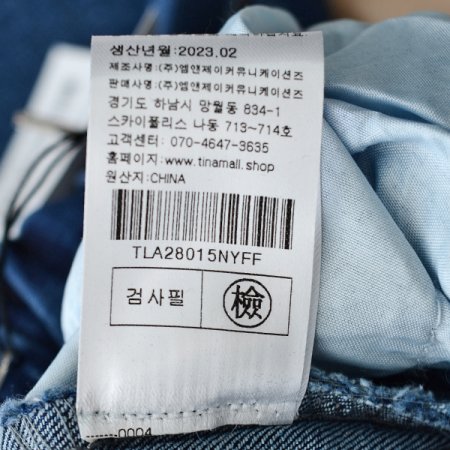 생산년월:2023.02
제조사명:(주)엠앤제이커뮤니케이션즈
판매사명:(주)엠앤제이커뮤니케이션즈
경기도 하남시 망월동 834-1
스카이폴리스 나동 713~714호
고객센터: 070-4647-3635
홈페이지:www.tinamall.shop
원산지:CHINA
TLA28015NYFF
검사필 檢
0004